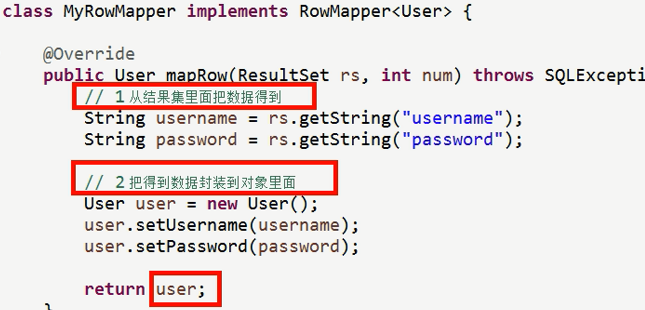 class MyRowMapper implements RowMapper<User> {
@Override
public User mapRow(ResultSet rs, int num) throws SQLExcepti
// 1 从结果集里面把数据得到
String username = rs.getString("username");
String password = rs.getString("password");
// 2 把得到数据封装到对象里面
User user = new User();
user.setUsername(username);
user.setPassword(password);
return user;
}